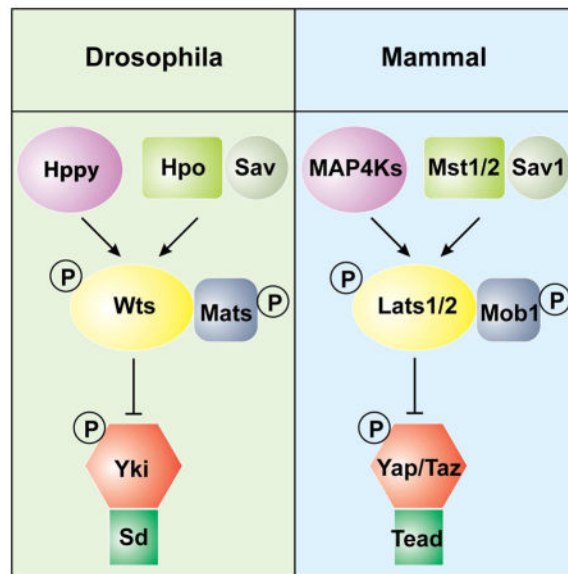 Drosophila Mammal
Hppy Hpo Sav MAP4Ks Mst1/2 Sav1
P P
Wts Mats P Lats1/2 Mob1 P
P P
Yki Yap/Taz
Sd Tead